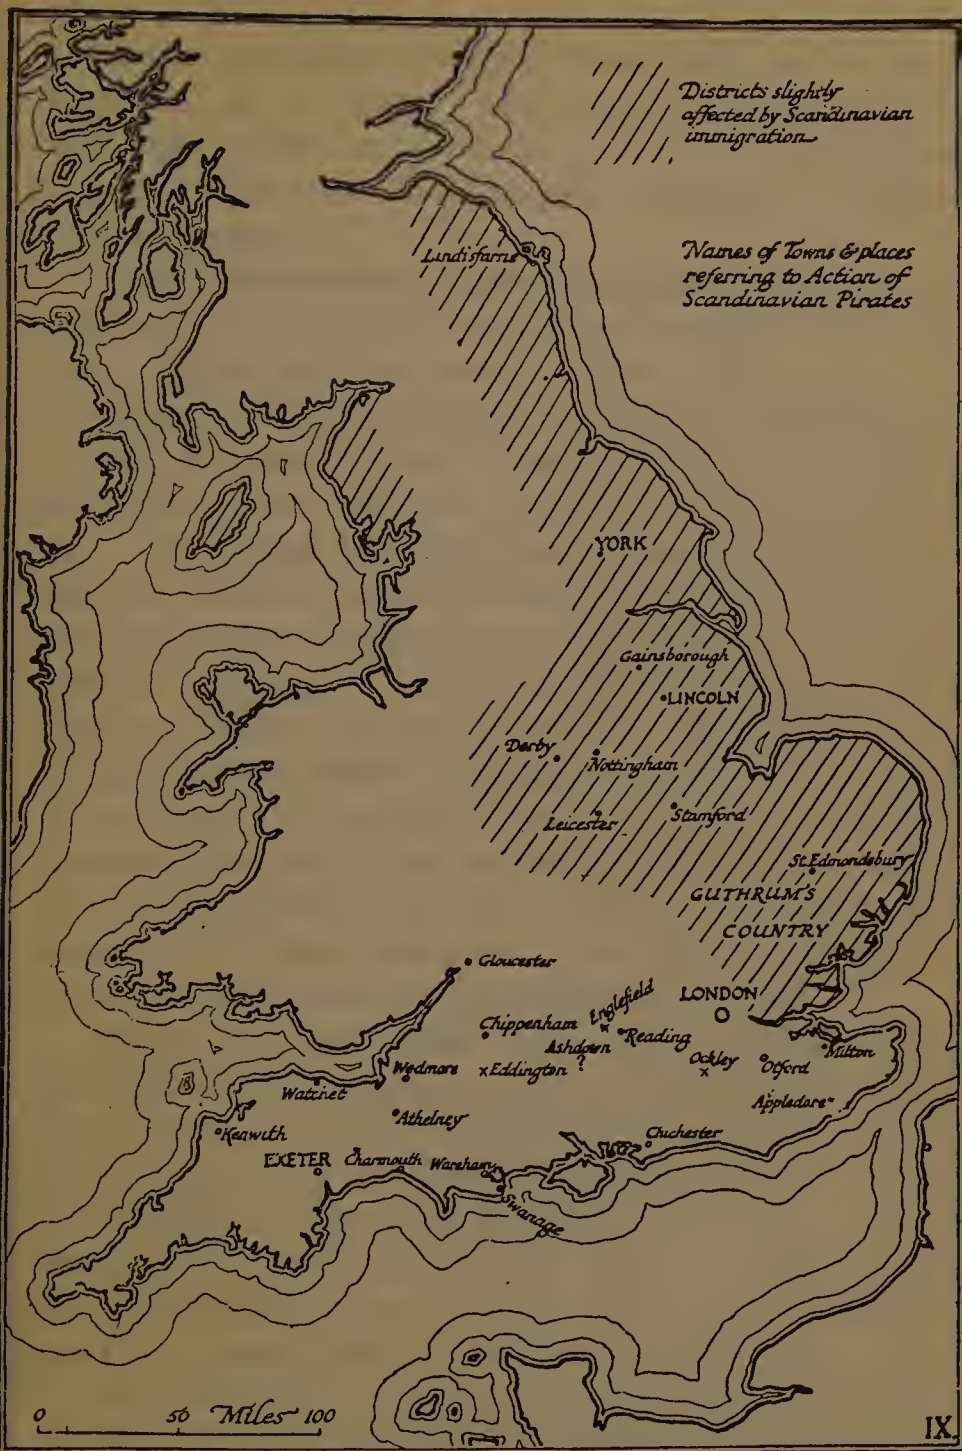 Districts slightly
affected by Scandinavian
immigration
Names of Towns & places
referring to Action of
Scandinavian Pirates
Lindisfarne
YORK
Gainsborough
LINCOLN
Derby
Nottingham
Leicester
Stamford
St. Edmondsbury
GUTHRUM'S
COUNTRY
Gloucester
LONDON
Englefield
Chippenham
Reading
Ashdown
?
Ockley
Otford
Milton
Wedmore
Eddington
Watchet
Appledore
Athelney
Kenwith
Chichester
EXETER
Charmouth
Wareham
Swanage
0 50 Miles 100
IX.